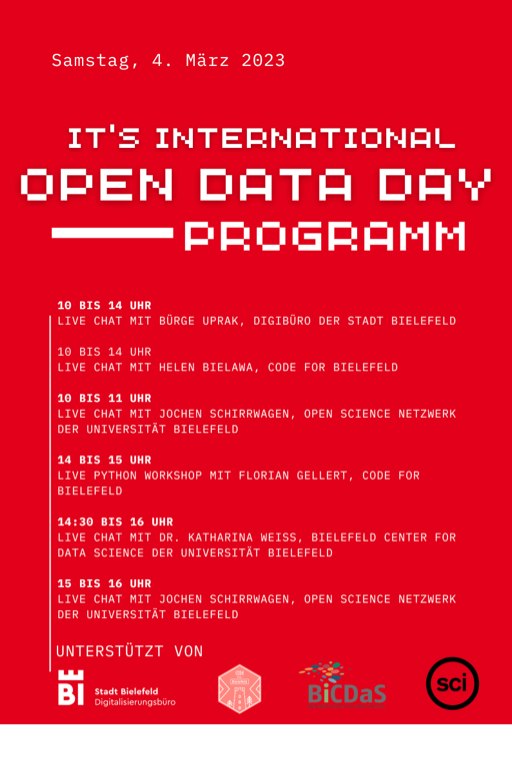 Samstag, 4. März 2023
IT'S INTERNATIONAL
OPEN DATA DAY
PROGRAMM
10 BIS 14 UHR
LIVE CHAT MIT BÜRGE UPRAK, DIGIBÜRO DER STADT BIELEFELD
10 BIS 14 UHR
LIVE CHAT MIT HELEN BIELAWA, CODE FOR BIELEFELD
10 BIS 11 UHR
LIVE CHAT MIT JOCHEN SCHIRRWAGEN, OPEN SCIENCE NETZWERK
DER UNIVERSITÄT BIELEFELD
14 BIS 15 UHR
LIVE PYTHON WORKSHOP MIT FLORIAN GELLERT, CODE FOR
BIELEFELD
14:30 BIS 16 UHR
LIVE CHAT MIT DR. KATHARINA WEISS, BIELEFELD CENTER FOR
DATA SCIENCE DER UNIVERSITÄT BIELEFELD
15 BIS 16 UHR
LIVE CHAT MIT JOCHEN SCHIRRWAGEN, OPEN SCIENCE NETZWERK
DER UNIVERSITÄT BIELEFELD
UNTERSTÜTZT VON
BI
Stadt Bielefeld
Digitalisierungsbüro
BiCDaS
sci